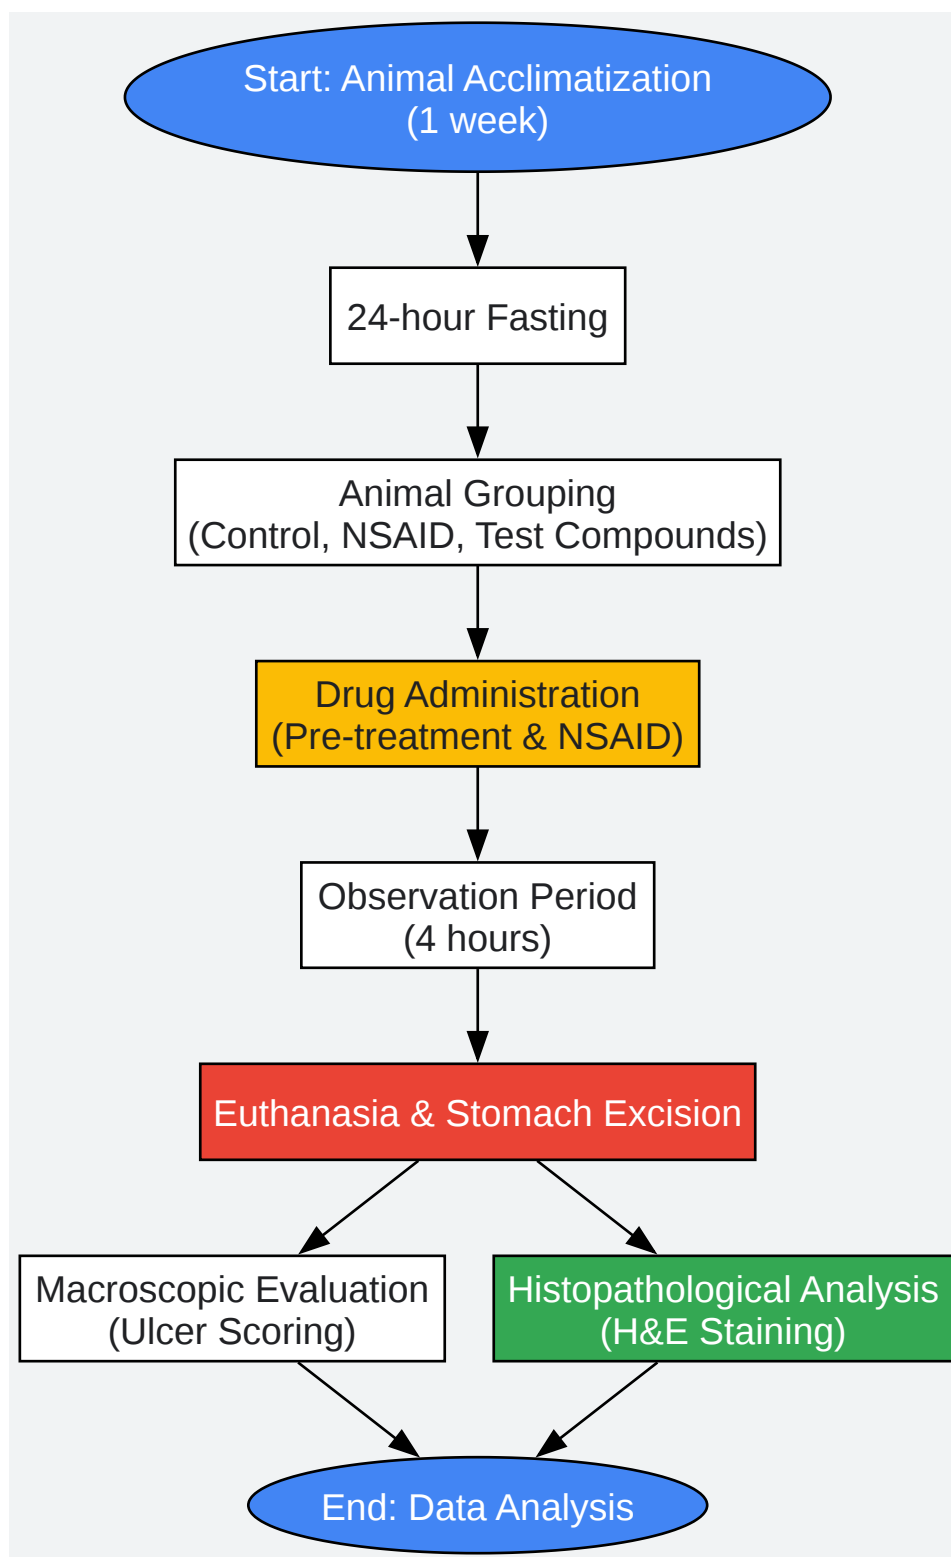 Start: Animal Acclimatization
(1 week)
24-hour Fasting
Animal Grouping
(Control, NSAID, Test Compounds)
Drug Administration
(Pre-treatment & NSAID)
Observation Period
(4 hours)
Euthanasia & Stomach Excision
Macroscopic Evaluation
(Ulcer Scoring)
Histopathological Analysis
(H&E Staining)
End: Data Analysis